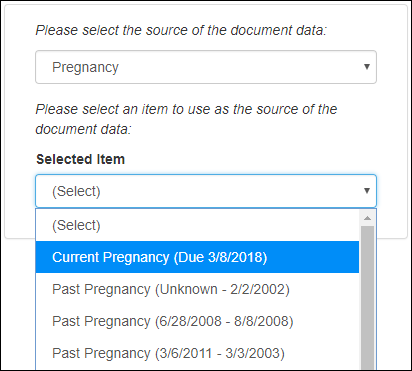 Please select the source of the document data:
Pregnancy
Please select an item to use as the source of the
document data:
Selected Item
(Select)
(Select)
Current Pregnancy (Due 3/8/2018)
Past Pregnancy (Unknown - 2/2/2002)
Past Pregnancy (6/28/2008 - 8/8/2008)
Past Pregnancy (3/6/2011 - 3/3/2003)